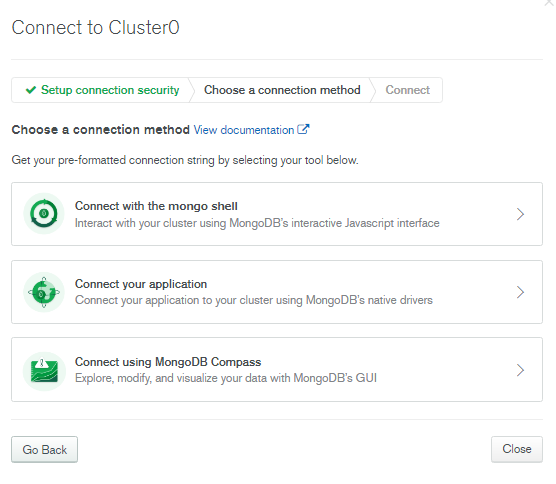 Connect to Cluster0
✔ Setup connection security
Choose a connection method
Connect
Choose a connection method View documentation
Get your pre-formatted connection string by selecting your tool below.
Connect with the mongo shell
Interact with your cluster using MongoDB's interactive Javascript interface
Connect your application
Connect your application to your cluster using MongoDB's native drivers
Connect using MongoDB Compass
Explore, modify, and visualize your data with MongoDB's GUI
Go Back
Close